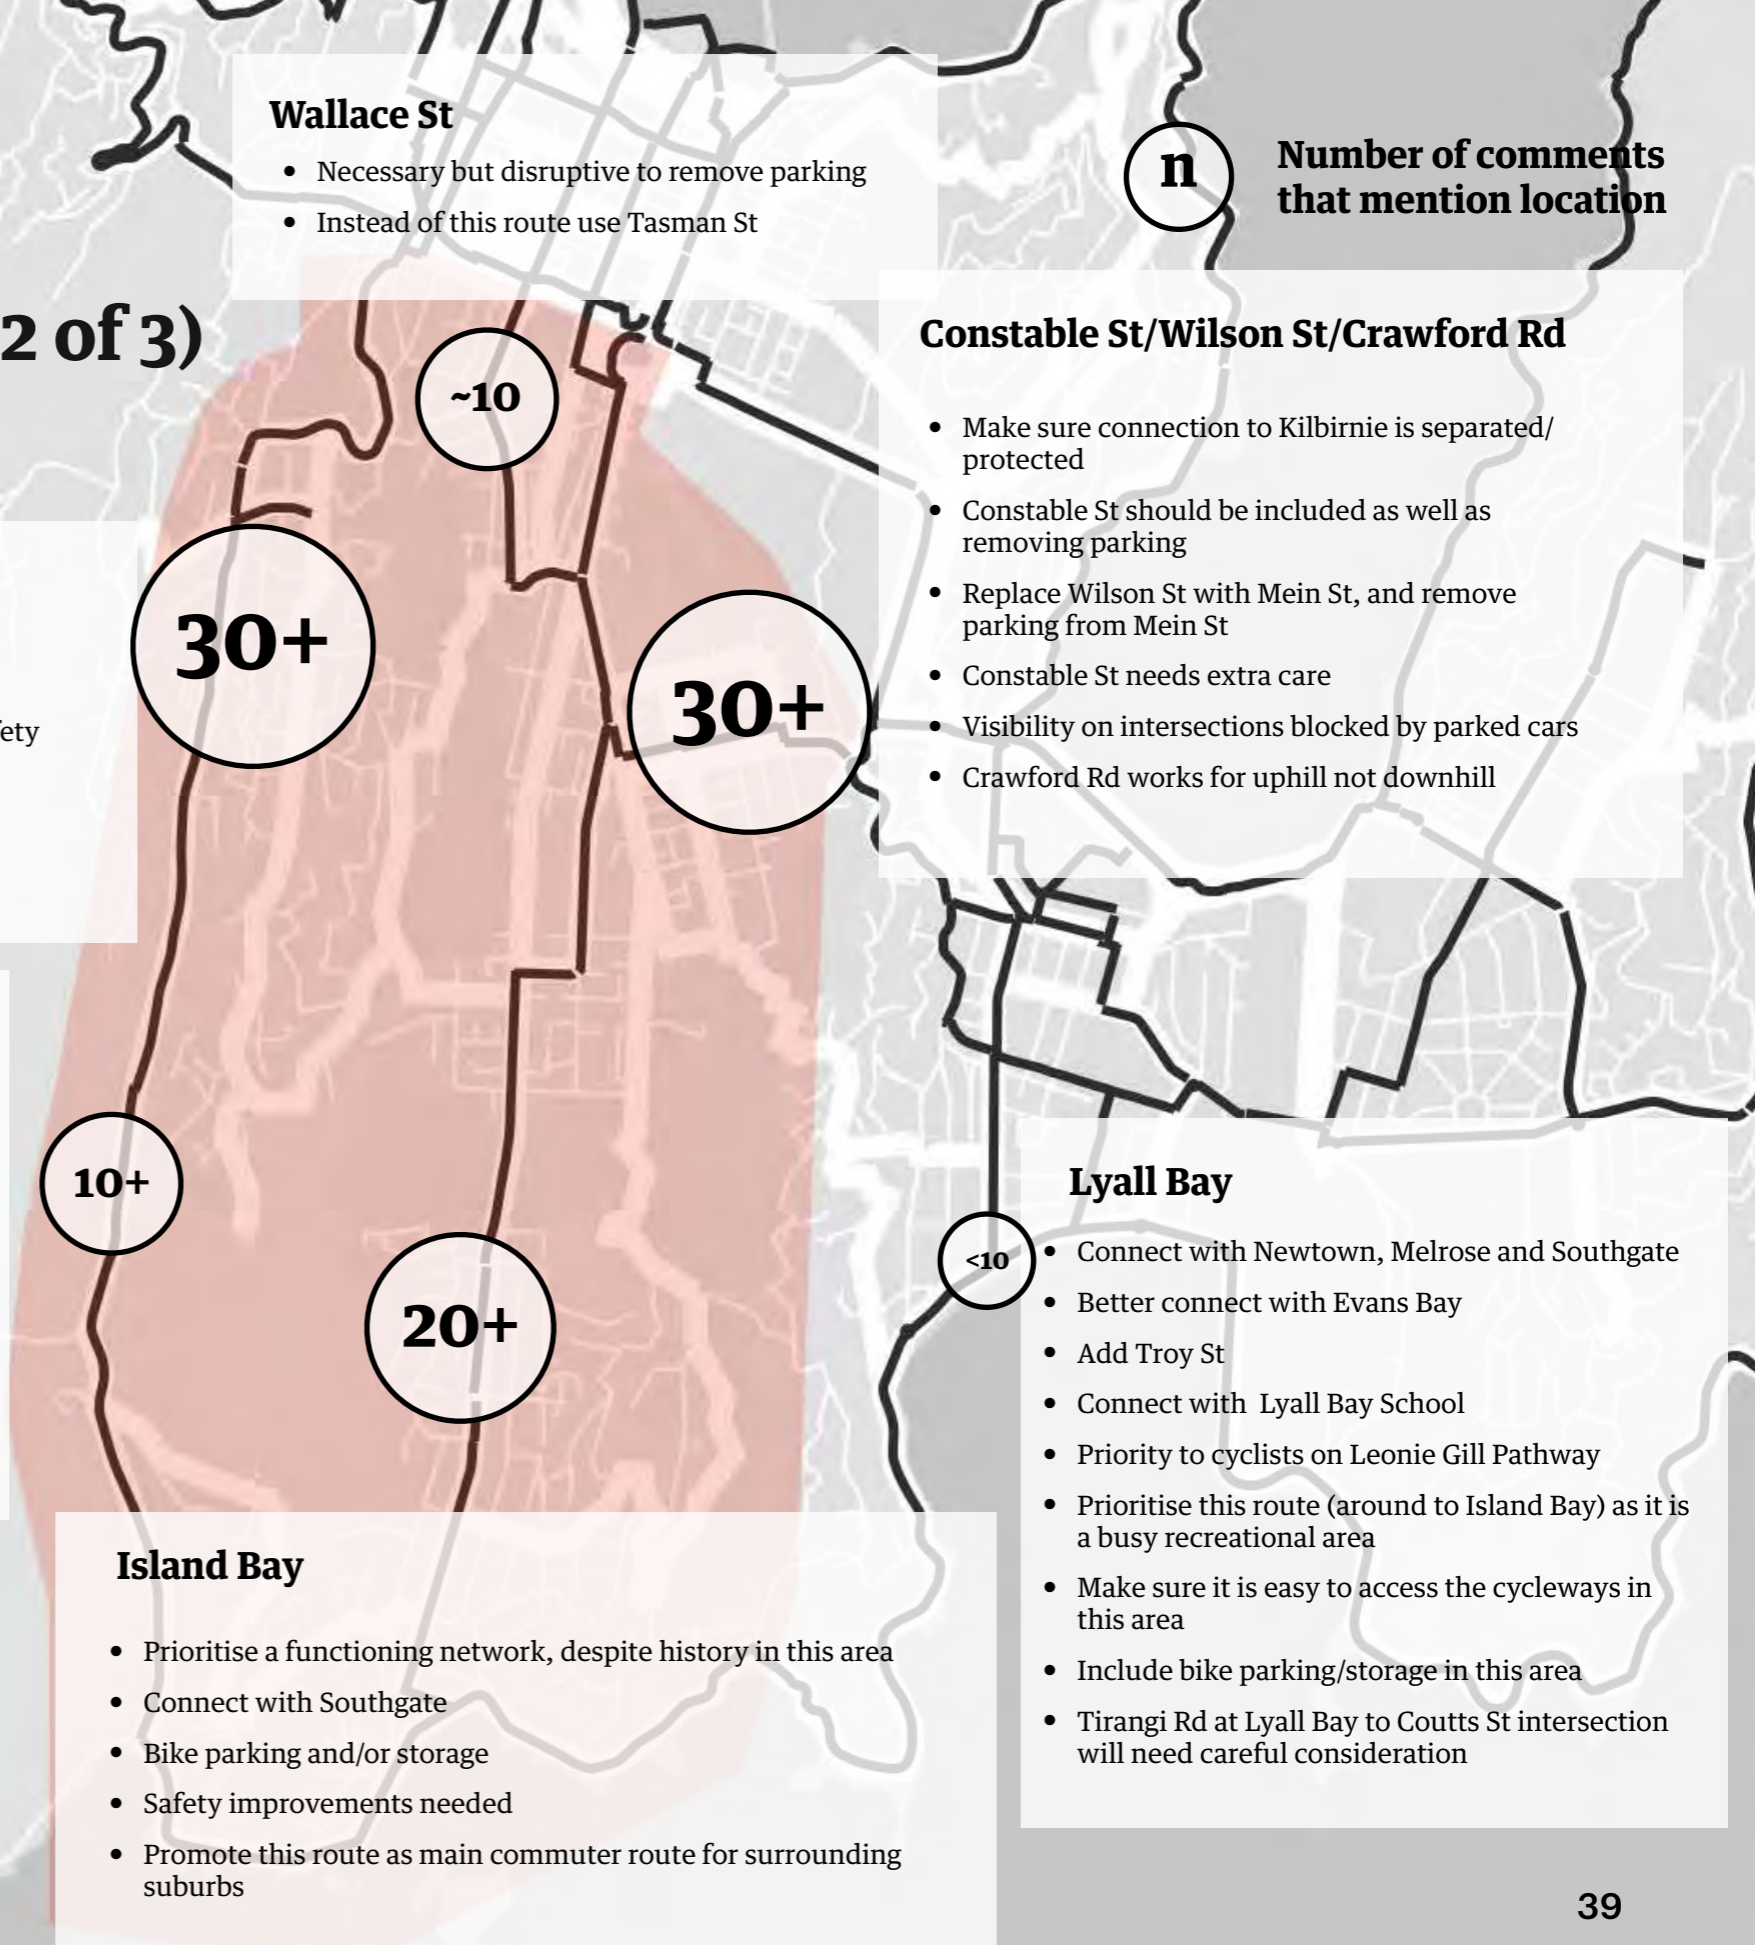 Wallace St
• Necessary but disruptive to remove parking
• Instead of this route use Tasman St
n
Number of comments
that mention location
2 of 3)
~10
Constable St/Wilson St/Crawford Rd
• Make sure connection to Kilbirnie is separated/
protected
• Constable St should be included as well as
removing parking
• Replace Wilson St with Mein St, and remove
parking from Mein St
• Constable St needs extra care
• Visibility on intersections blocked by parked cars
• Crawford Rd works for uphill not downhill
30+
30+
ety
10+
20+
<10
Lyall Bay
• Connect with Newtown, Melrose and Southgate
• Better connect with Evans Bay
• Add Troy St
• Connect with Lyall Bay School
• Priority to cyclists on Leonie Gill Pathway
• Prioritise this route (around to Island Bay) as it is
a busy recreational area
• Make sure it is easy to access the cycleways in
this area
• Include bike parking/storage in this area
• Tirangi Rd at Lyall Bay to Coutts St intersection
will need careful consideration
Island Bay
• Prioritise a functioning network, despite history in this area
• Connect with Southgate
• Bike parking and/or storage
• Safety improvements needed
• Promote this route as main commuter route for surrounding
suburbs
39